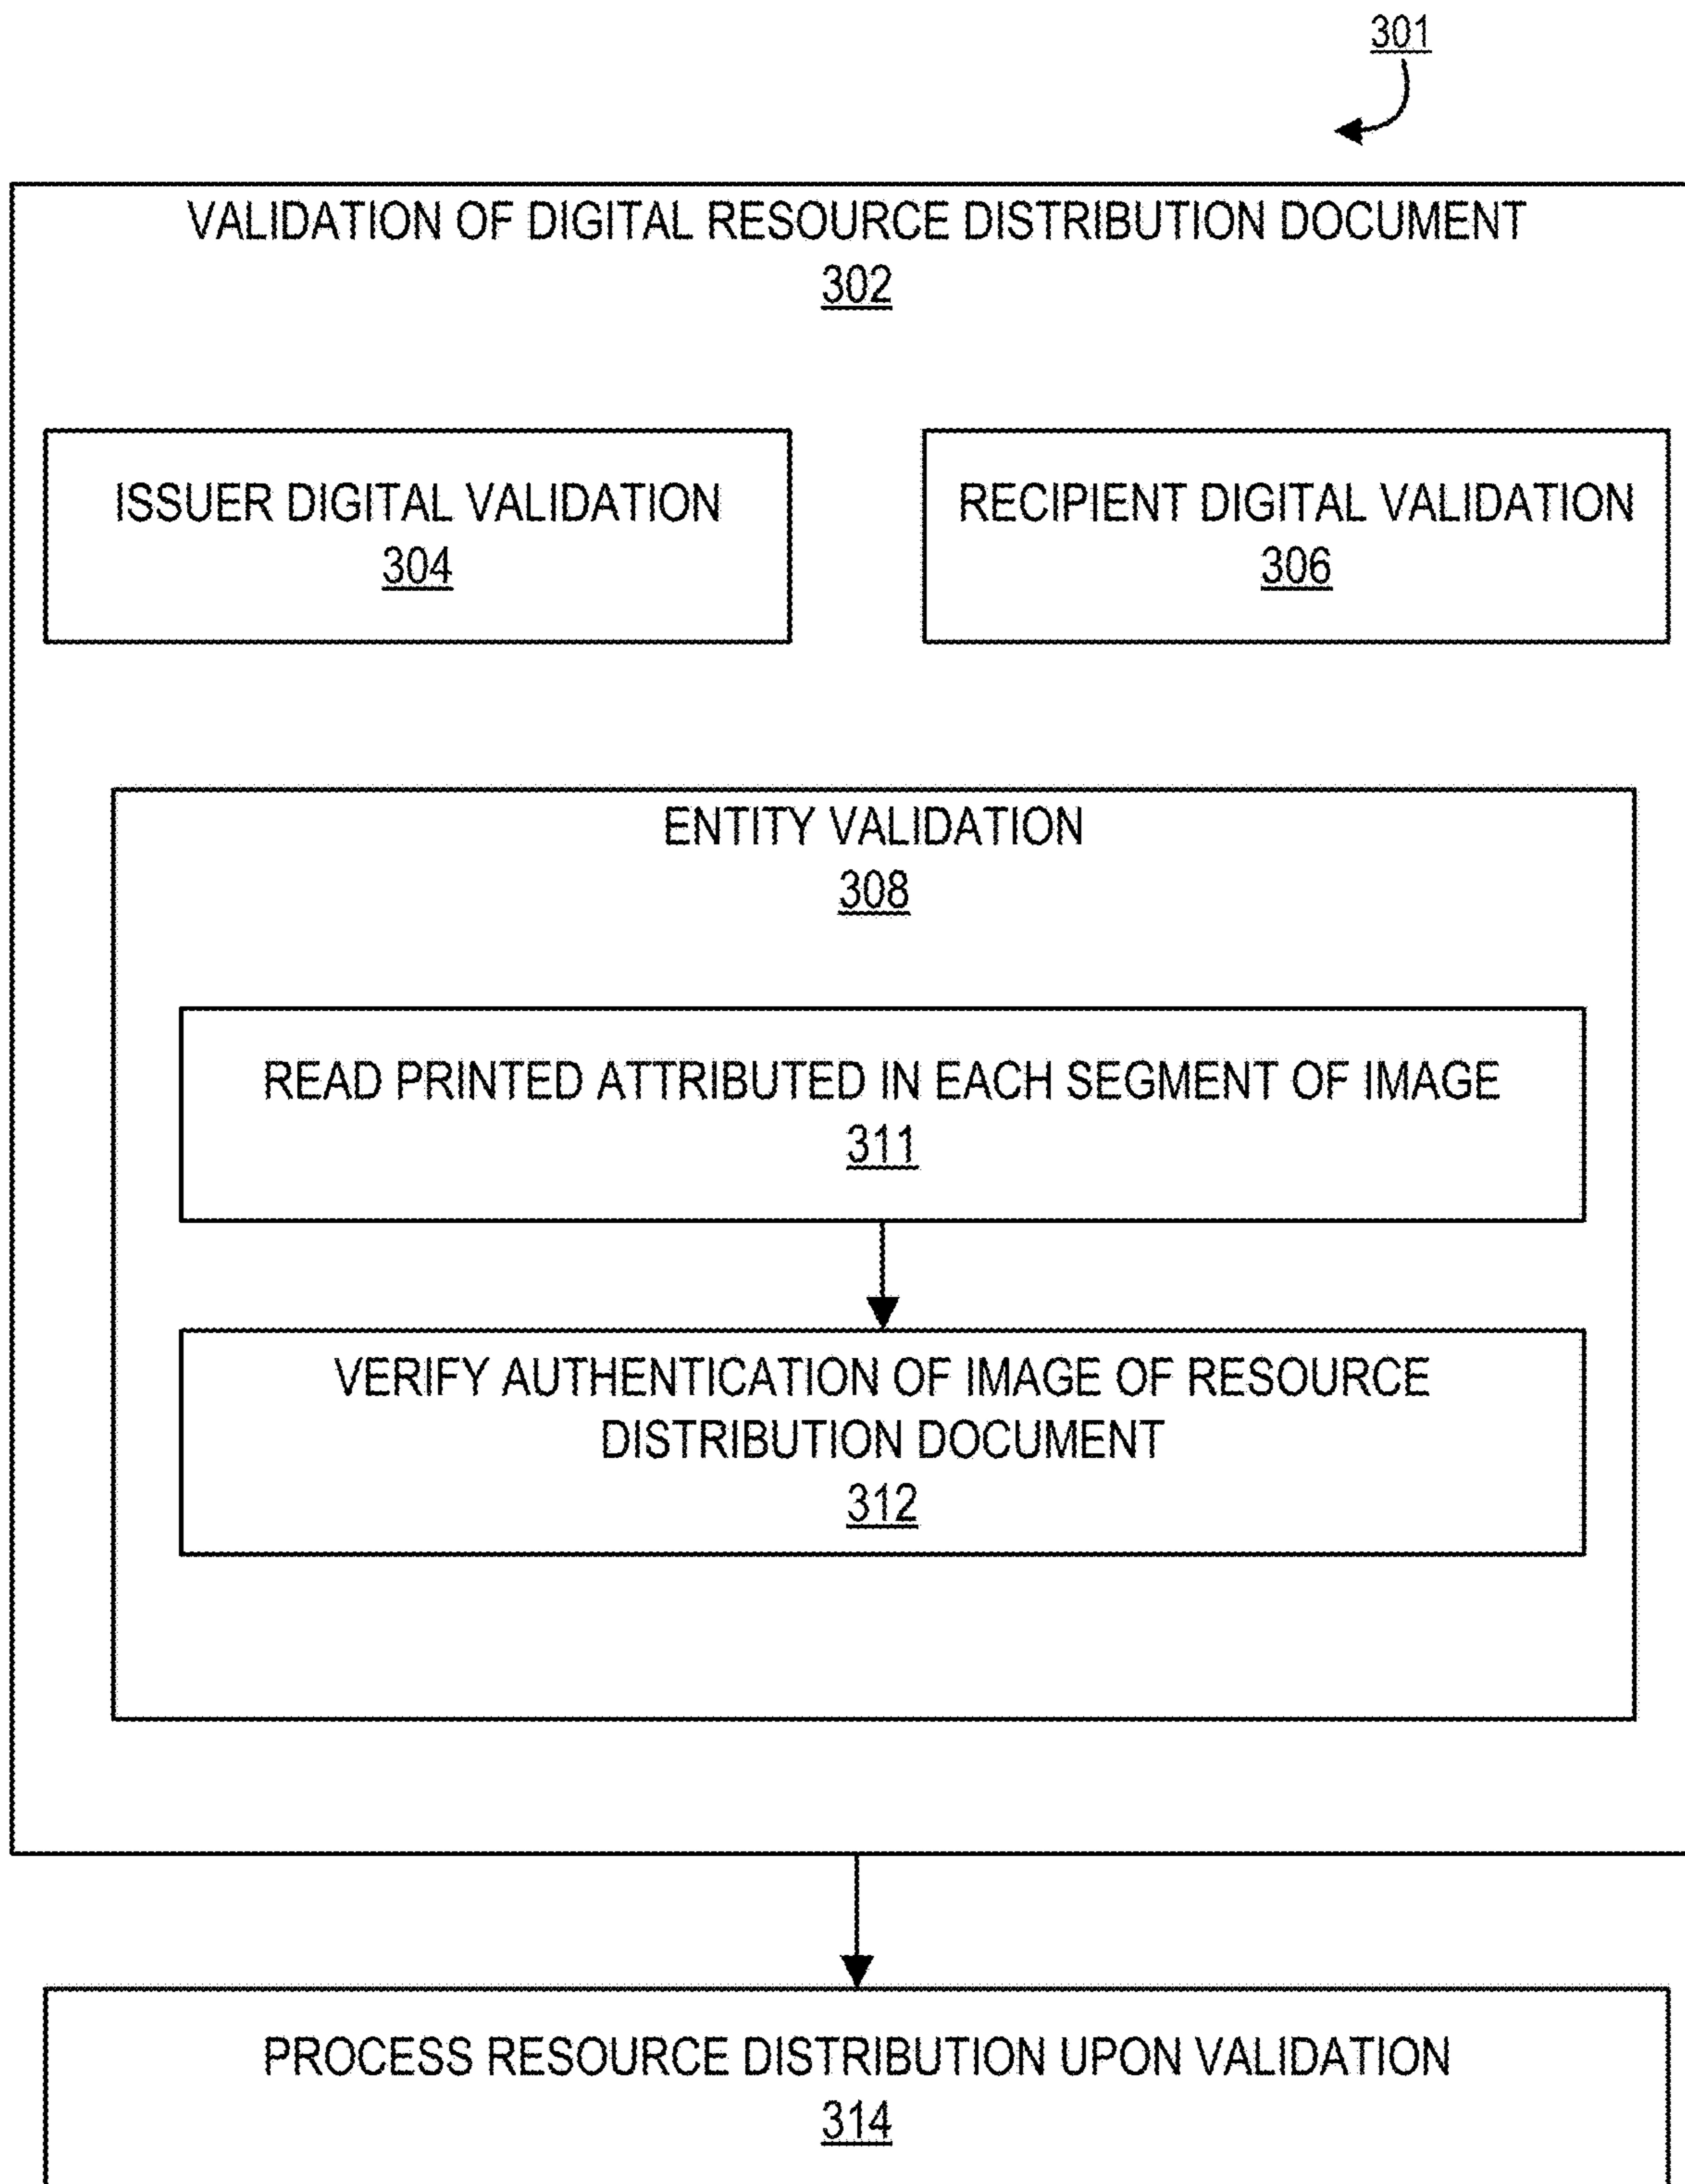 301
VALIDATION OF DIGITAL RESOURCE DISTRIBUTION DOCUMENT
302
ISSUER DIGITAL VALIDATION
304
RECIPIENT DIGITAL VALIDATION
306
ENTITY VALIDATION
308
READ PRINTED ATTRIBUTED IN EACH SEGMENT OF IMAGE
311
VERIFY AUTHENTICATION OF IMAGE OF RESOURCE
DISTRIBUTION DOCUMENT
312
PROCESS RESOURCE DISTRIBUTION UPON VALIDATION
314